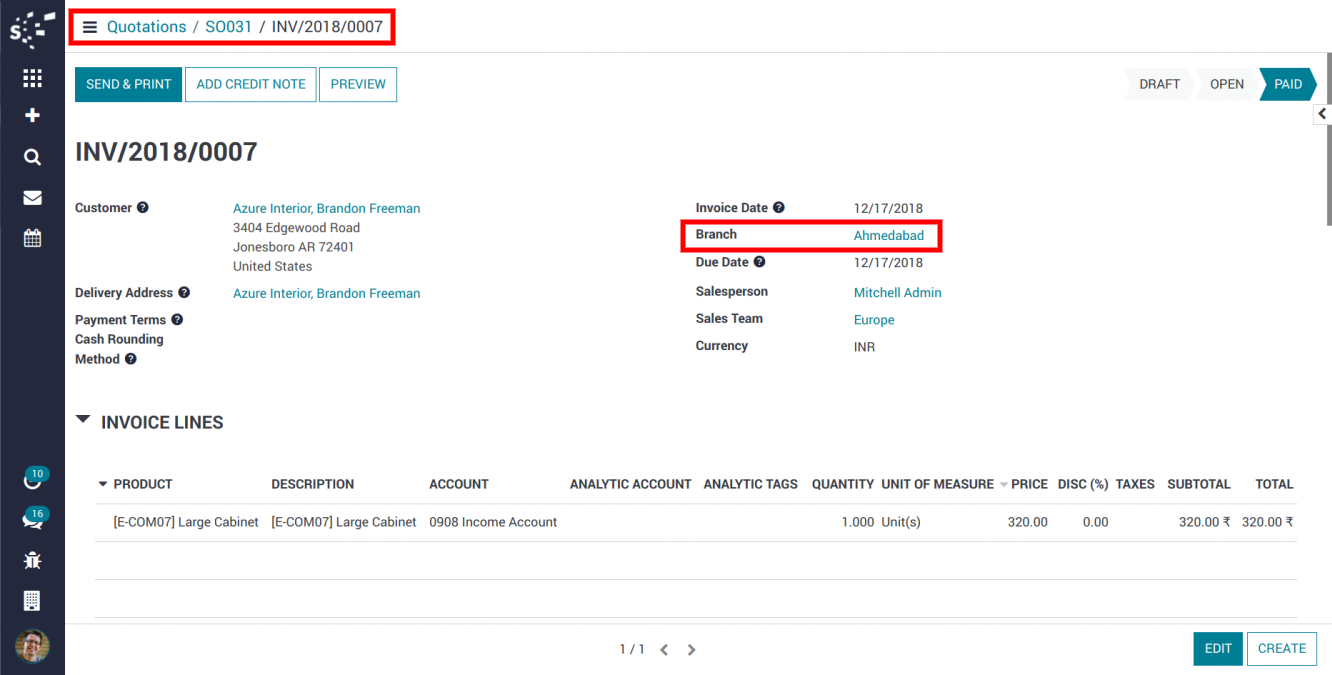 Quotations / SO031 / INV/2018/0007
SEND & PRINT ADD CREDIT NOTE PREVIEW DRAFT OPEN PAID
INV/2018/0007
Customer Azure Interior, Brandon Freeman
3404 Edgewood Road
Jonesboro AR 72401
United States
Delivery Address Azure Interior, Brandon Freeman
Payment Terms
Cash Rounding
Method
Invoice Date 12/17/2018
Branch Ahmedabad
Due Date 12/17/2018
Salesperson Mitchell Admin
Sales Team Europe
Currency INR
INVOICE LINES
PRODUCT DESCRIPTION ACCOUNT ANALYTIC ACCOUNT ANALYTIC TAGS QUANTITY UNIT OF MEASURE PRICE DISC (%) TAXES SUBTOTAL TOTAL
[E-COM07] Large Cabinet [E-COM07] Large Cabinet 0908 Income Account 1.000 Unit(s) 320.00 0.00 320.00 ₹ 320.00 ₹
10
16
1 / 1
EDIT CREATE